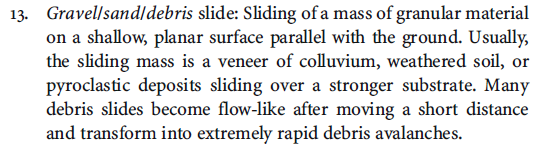 13. Gravel/sand/debris slide: Sliding of a mass of granular material
on a shallow, planar surface parallel with the ground. Usually,
the sliding mass is a veneer of colluvium, weathered soil, or
pyroclastic deposits sliding over a stronger substrate. Many
debris slides become flow-like after moving a short distance
and transform into extremely rapid debris avalanches.